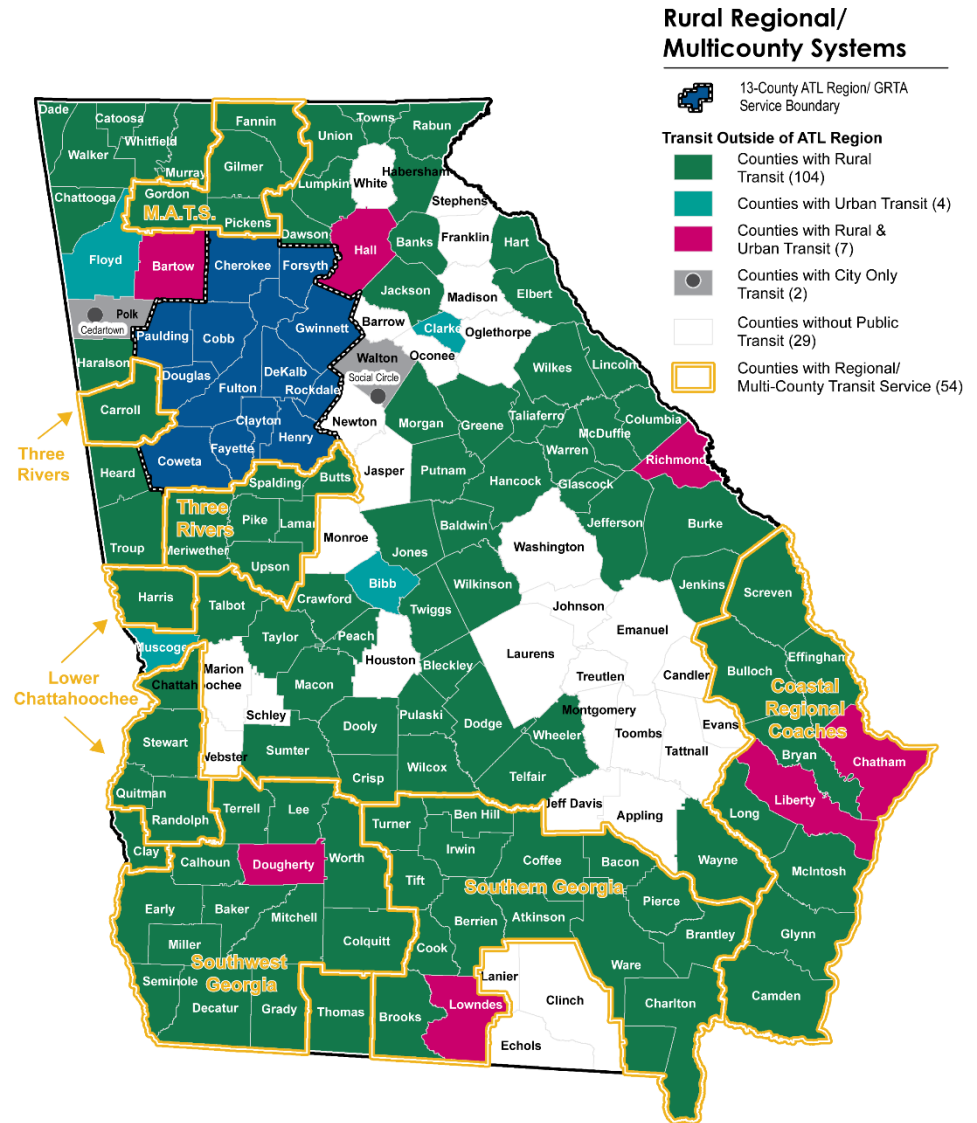 Rural Regional/
Multicounty Systems
13-County ATL Region/ GRTA
Service Boundary
Transit Outside of ATL Region
Counties with Rural
Transit (104)
Counties with Urban Transit (4)
Counties with Rural &
Urban Transit (7)
Counties with City Only
Transit (2)
Counties without Public
Transit (29)
Counties with Regional/
Multi-County Transit Service (54)
Dade
Catoosa
Whitfield
Walker
Murray
Fannin
Gilmer
Union
Towns
Rabun
Habersham
White
Lumpkin
Stephens
Chattooga
Gordon
M.A.T.S.
Pickens
Dawson
Hall
Banks
Franklin
Hart
Floyd
Bartow
Cherokee
Forsyth
Jackson
Madison
Elbert
Polk
Cedartown
Paulding
Cobb
Gwinnett
Barrow
Clarke
Oglethorpe
Oconee
Walton
Social Circle
Wilkes
Lincoln
Haralson
Douglas
DeKalb
Fulton
Rockdale
Carroll
Clayton
Newton
Morgan
Greene
Taliaferro
Columbia
McDuffie
Warren
Three
Rivers
Coweta
Fayette
Henry
Richmond
Heard
Spalding
Butts
Jasper
Putnam
Hancock
Glascock
Three
Rivers
Pike
Lamar
Troup
Meriwether
Upson
Monroe
Jones
Baldwin
Washington
Jefferson
Burke
Harris
Talbot
Crawford
Bibb
Wilkinson
Twiggs
Jenkins
Screven
Johnson
Emanuel
Muscogee
Taylor
Peach
Houston
Bleckley
Laurens
Treutlen
Candler
Bulloch
Effingham
Lower
Chattahoochee
Chattahoochee
Marion
Macon
Schley
Dooly
Pulaski
Dodge
Montgomery
Wheeler
Toombs
Evans
Tattnall
Coastal
Regional
Coaches
Stewart
Webster
Sumter
Crisp
Wilcox
Telfair
Bryan
Chatham
Liberty
Quitman
Randolph
Terrell
Lee
Turner
Ben Hill
Jeff Davis
Appling
Long
Clay
Calhoun
Dougherty
Worth
Irwin
Coffee
Bacon
Wayne
McIntosh
Tift
Southern Georgia
Pierce
Early
Baker
Mitchell
Berrien
Atkinson
Brantley
Glynn
Miller
Colquitt
Cook
Ware
Southwest
Georgia
Seminole
Decatur
Grady
Thomas
Brooks
Lowndes
Lanier
Clinch
Echols
Charlton
Camden